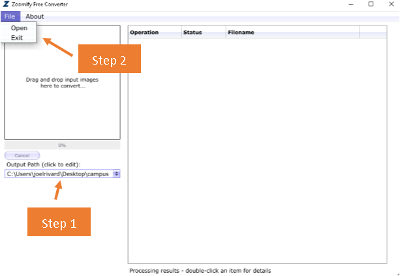 Zoomify Free Converter
File About
Open
Exit
Operation Status Filename
Step 2
Drag and drop input images
here to convert...
0%
Cancel
Output Path (click to edit):
C:\Users\joelrivard\Desktop\campus
Step 1
Processing results - double-click an item for details